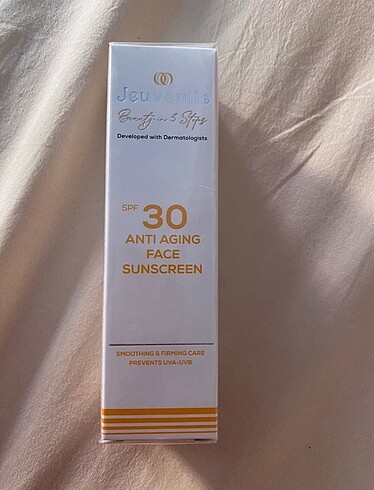 Jeuvenile
Beauty in 5 Steps
Developed with Dermatologists
SPF 30
ANTI AGING
FACE
SUNSCREEN
SMOOTHING & FIRMING CARE
PREVENTS UVA-UVB